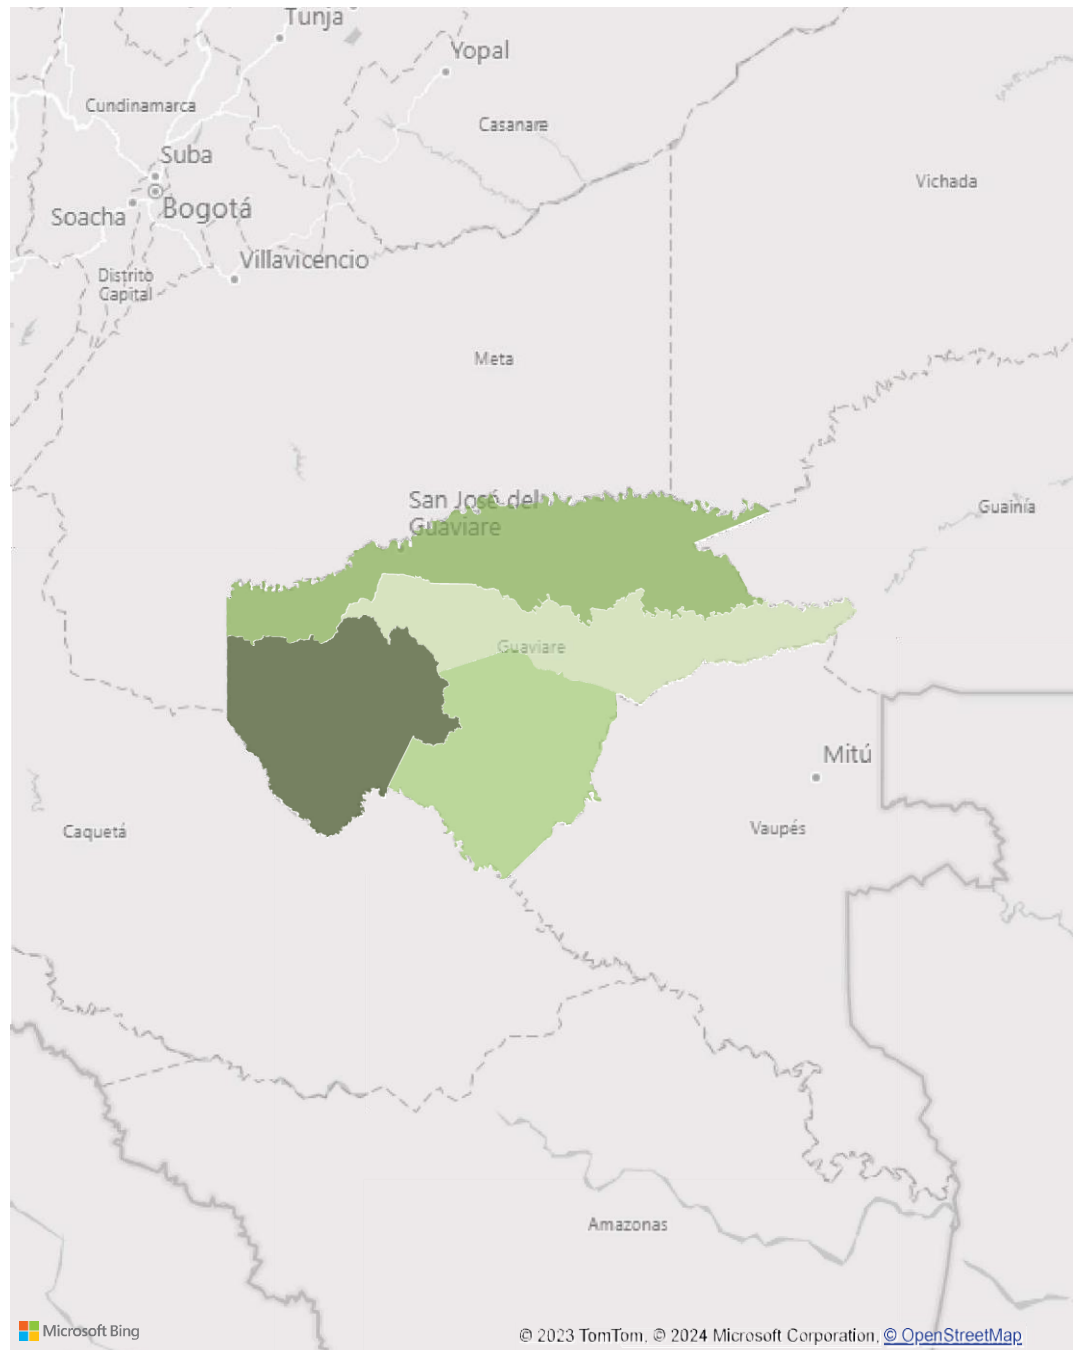 Tunja
Yopal
Cundinamarca
Casanare
Suba
Vichada
Soacha
Bogotá
Villavicencio
Distrito
Capital
Meta
San José del
Guaviare
Guainía
Guaviare
Mitú
Caquetá
Vaupés
Amazonas
Microsoft Bing
© 2023 TomTom, © 2024 Microsoft Corporation, © OpenStreetMap